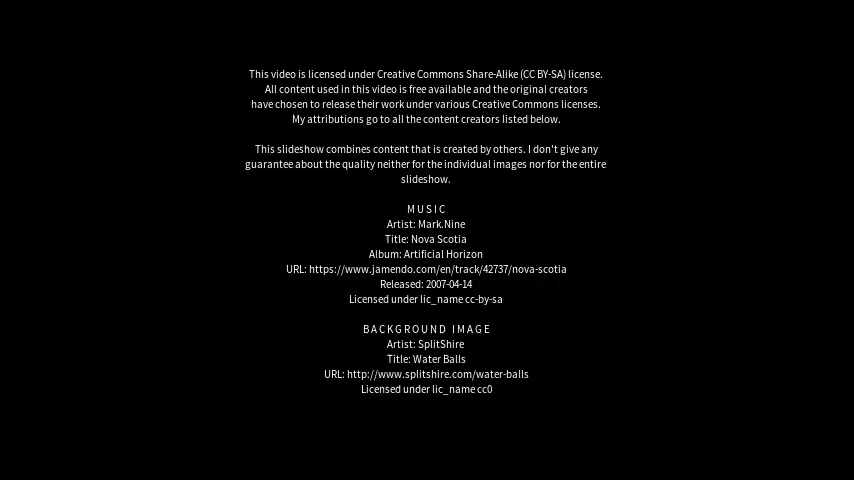 This video is licensed under Creative Commons Share-Alike (CC BY-SA) license.
All content used in this video is free available and the original creators
have chosen to release their work under various Creative Commons licenses.
My attributions go to all the content creators listed below.
This slideshow combines content that is created by others. I don't give any
guarantee about the quality neither for the individual images nor for the entire
slideshow.
MUSIC
Artist: Mark.Nine
Title: Nova Scotia
Album: Artificial Horizon
URL: https://www.jamendo.com/en/track/42737/nova-scotia
Released: 2007-04-14
Licensed under lic_name cc-by-sa
BACKGROUND IMAGE
Artist: SplitShire
Title: Water Balls
URL: http://www.splitshire.com/water-balls
Licensed under lic_name cc0